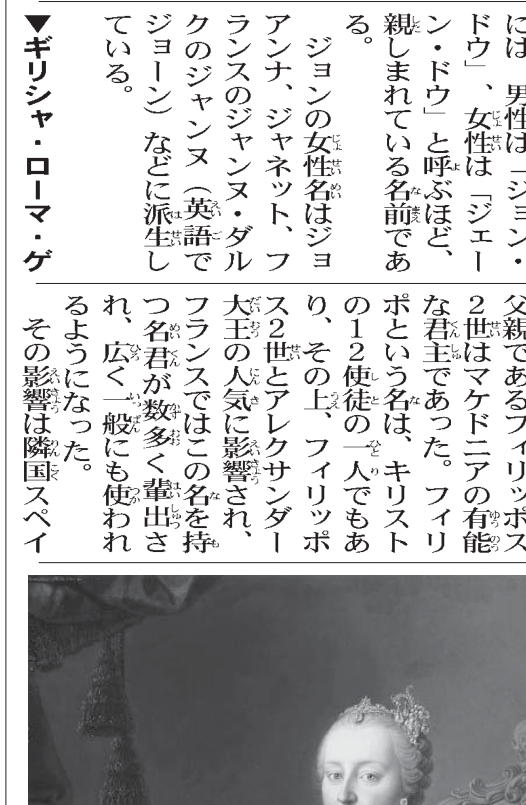 には、男性は「ジョン・
ドウ」、女性は「ジェー
ン・ドウ」と呼ぶほど、
親しまれている名前であ
る。
ジョンの女性名はジョ
アンナ、ジャネット、フ
ランスのジャンヌ・ダル
クのジャンヌ（英語で
ジョーン）などに派生し
ている。
▼ギリシャ・ローマ・ゲ
父親であるフィリッポス
2世はマケドニアの有能
な君主であった。フィリ
ポという名は、キリスト
の12使徒の一人でもあ
り、その上、フィリッポ
ス2世とアレクサンダー
大王の人気に影響され、
フランスではこの名を持
つ名君が数多く輩出さ
れ、広く一般にも使われ
るようになった。
その影響は隣国スペイ